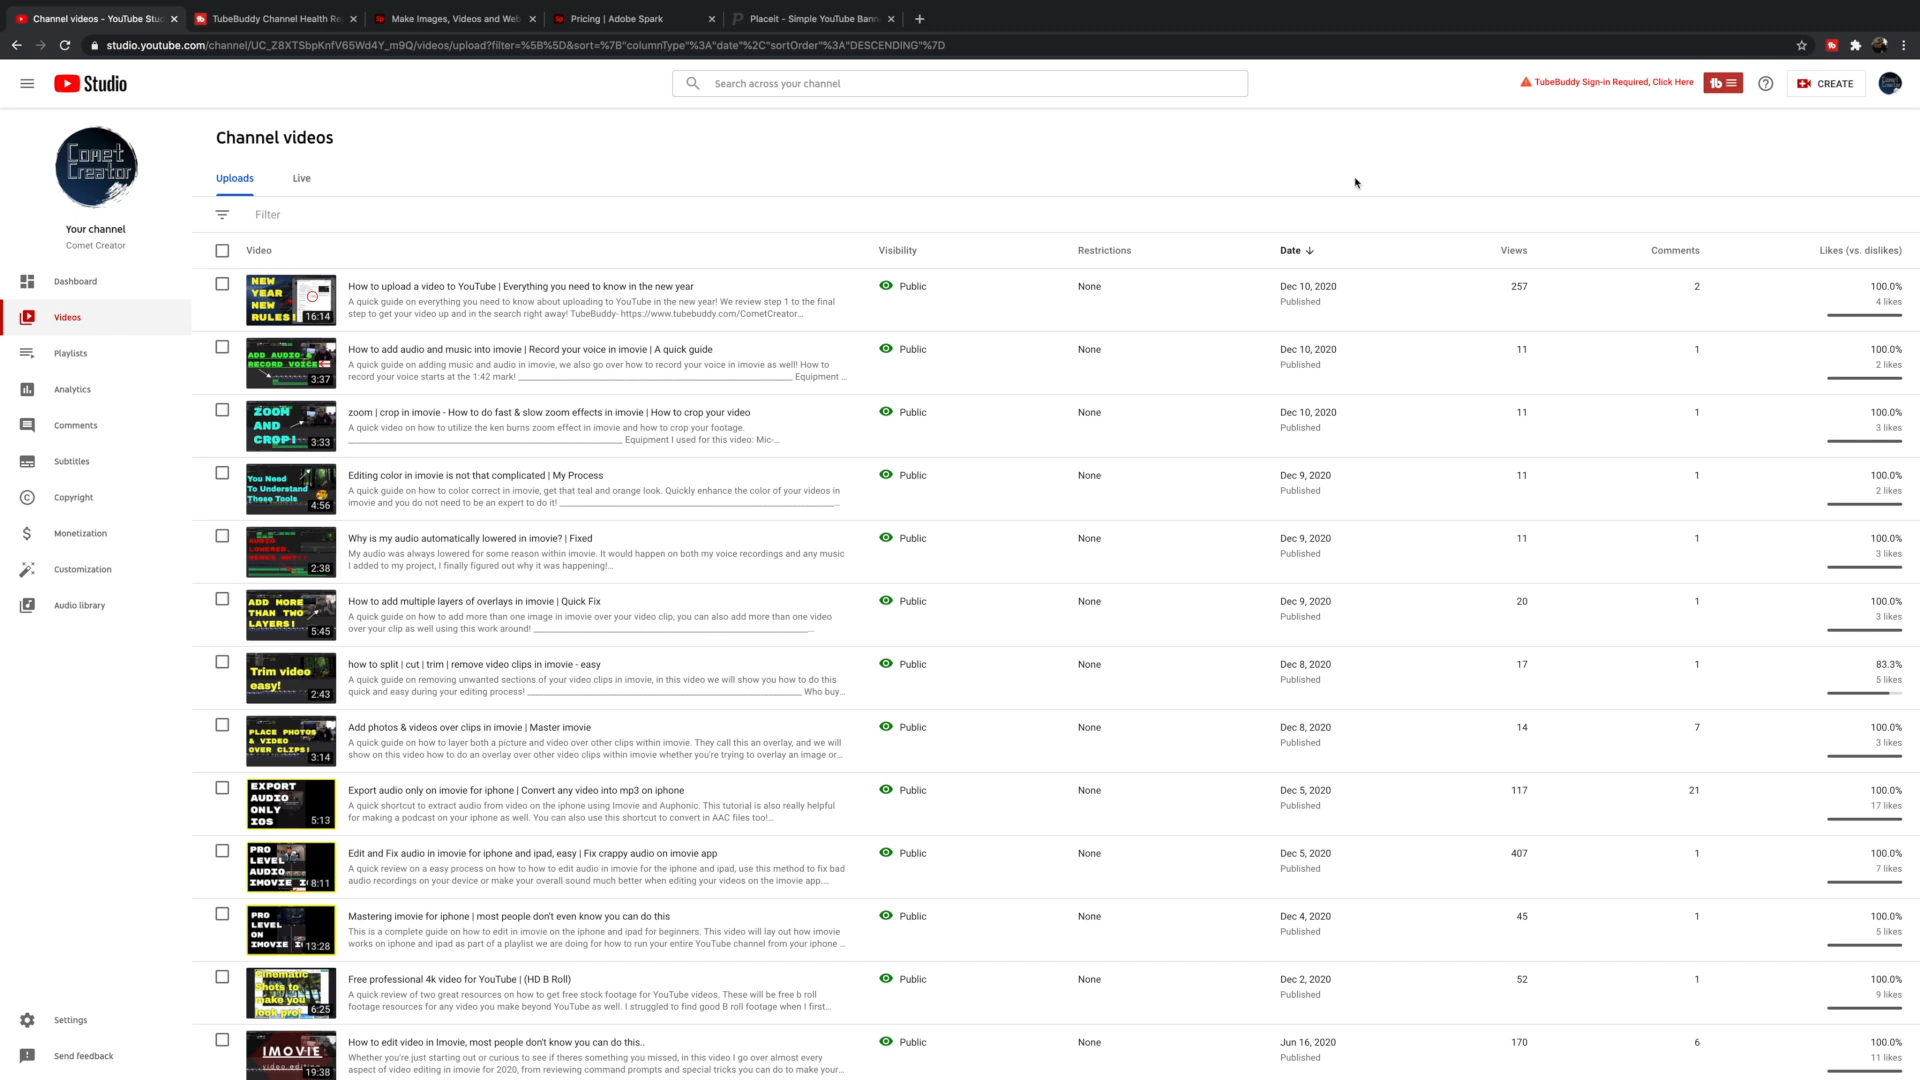 Channel videos - YouTube Stud
TubeBuddy Channel Health Re
Make Images, Videos and Web
Pricing | Adobe Spark
Placeit - Simple YouTube Bann
studio.youtube.com/channel/UC_Z8XTSbpKnfV65Wd4Y_m9Q/videos/upload?filter=%5B%5D&sort=%7B"columnType"%3A"date"%2C"sortOrder"%3A"DESCENDING"%7D
Studio
Search across your channel
TubeBuddy Sign-in Required, Click Here
CREATE
Comet
Creator
Your channel
Comet Creator
Dashboard
Videos
Playlists
Analytics
Comments
Subtitles
Copyright
Monetization
Customization
Audio library
Settings
Send feedback
Channel videos
Uploads
Live
Filter
Video
Visibility
Restrictions
Date
Views
Comments
Likes (vs. dislikes)
NEW
YEAR
NEW
RULES!
16:14
How to upload a video to YouTube | Everything you need to know in the new year
A quick guide on everything you need to know about uploading to YouTube in the new year! We review step 1 to the final
step to get your video up and in the search right away! TubeBuddy- https://www.tubebuddy.com/CometCreator...
Public
None
Dec 10, 2020
Published
257
2
100.0%
4 likes
ADD AUDIO &
RECORD VOICE
3:37
How to add audio and music into imovie | Record your voice in imovie | A quick guide
A quick guide on adding music and audio in imovie, we also go over how to record your voice in imovie as well! How to
record your voice starts at the 1:42 mark! ___ Equipment ...
Public
None
Dec 10, 2020
Published
11
1
100.0%
2 likes
ZOOM
AND
CROP!
3:33
zoom | crop in imovie - How to do fast & slow zoom effects in imovie | How to crop your video
A quick video on how to utilize the ken burns zoom effect in imovie and how to crop your footage.
___ Equipment I used for this video: Mic-...
Public
None
Dec 10, 2020
Published
11
1
100.0%
3 likes
You Need
To Understand
These Tools
4:56
Editing color in imovie is not that complicated | My Process
A quick guide on how to color correct in imovie, get that teal and orange look. Quickly enhance the color of your videos in
imovie and you do not need to be an expert to do it! ___...
Public
None
Dec 9, 2020
Published
11
1
100.0%
2 likes
AUDIO
LOWERED.
2:38
Why is my audio automatically lowered in imovie? | Fixed
My audio was always lowered for some reason within imovie. It would happen on both my voice recordings and any music
I added to my project, I finally figured out why it was happening!...
Public
None
Dec 9, 2020
Published
11
1
100.0%
3 likes
ADD MORE
THAN TWO
LAYERS!
5:45
How to add multiple layers of overlays in imovie | Quick Fix
A quick guide on how to add more than one image in imovie over your video clip, you can also add more than one video
over your clip as well using this work around! ___...
Public
None
Dec 9, 2020
Published
20
1
100.0%
3 likes
Trim video
easy!
2:43
how to split | cut | trim | remove video clips in imovie - easy
A quick guide on removing unwanted sections of your video clips in imovie, in this video we will show you how to do this
quick and easy during your editing process! ___ Who buy...
Public
None
Dec 8, 2020
Published
17
1
83.3%
5 likes
PLACE PHOTOS
& VIDEO
OVER CLIPS!
3:14
Add photos & videos over clips in imovie | Master imovie
A quick guide on how to layer both a picture and video over other clips within imovie. They call this an overlay, and we will
show on this video how to do an overlay over other video clips within imovie whether you're trying to overlay an image or...
Public
None
Dec 8, 2020
Published
14
7
100.0%
3 likes
EXPORT
AUDIO
ONLY
IOS
5:13
Export audio only on imovie for iphone | Convert any video into mp3 on iphone
A quick shortcut to extract audio from video on the iphone using Imovie and Auphonic. This tutorial is also really helpful
for making a podcast on your iphone as well. You can also use this shortcut to convert in AAC files too!...
Public
None
Dec 5, 2020
Published
117
21
100.0%
17 likes
PRO
LEVEL
AUDIO
IMOVIE I
8:11
Edit and Fix audio in imovie for iphone and ipad, easy | Fix crappy audio on imovie app
A quick review on a easy process on how to how to edit audio in imovie for the iphone and ipad, use this method to fix bad
audio recordings on your device or make your overall sound much better when editing your videos on the imovie app....
Public
None
Dec 5, 2020
Published
407
1
100.0%
7 likes
PRO
LEVEL
ON
IMOVIE I
13:28
Mastering imovie for iphone | most people don't even know you can do this
This is a complete guide on how to edit in imovie on the iphone and ipad for beginners. This video will lay out how imovie
works on iphone and ipad as part of a playlist we are doing for how to run your entire YouTube channel from your iphone ...
Public
None
Dec 4, 2020
Published
45
1
100.0%
5 likes
Cinematic
Shots to
make you
look pro!
6:25
Free professional 4k video for YouTube | (HD B Roll)
A quick review of two great resources on how to get free stock footage for YouTube videos. These will be free b roll
footage resources for any video you make beyond YouTube as well. I struggled to find good B roll footage when I first...
Public
None
Dec 2, 2020
Published
52
1
100.0%
9 likes
IMOVIE
video editing
19:38
How to edit video in Imovie, most people don't know you can do this..
Whether you're just starting out or curious to see if theres something you missed, in this video I go over almost every
aspect of video editing in imovie for 2020, from reviewing command prompts and special tricks you can do to make your...
Public
None
Jun 16, 2020
Published
170
6
100.0%
11 likes